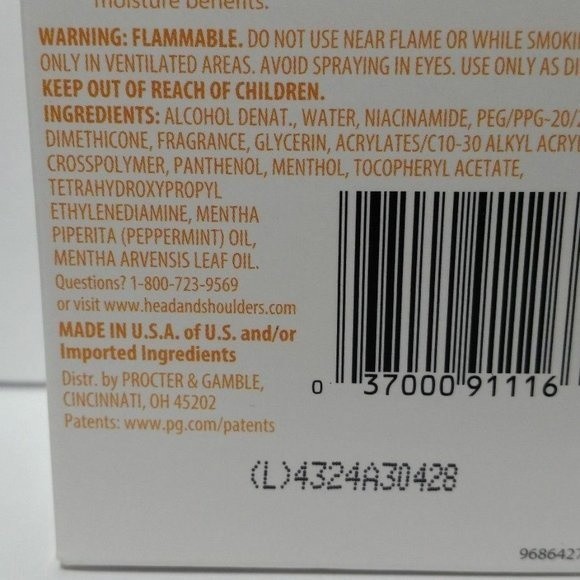 moisture benefits.
WARNING: FLAMMABLE. DO NOT USE NEAR FLAME OR WHILE
ONLY IN VENTILATED AREAS. AVOID SPRAYING IN EYES. USE ONLY AS
KEEP OUT OF REACH OF CHILDREN.
INGREDIENTS: ALCOHOL DENAT., WATER, NIACINAMIDE, PEG/PPG-20/
DIMETHICONE, FRAGRANCE, GLYCERIN, ACRYLATES/C10-30 ALKYL
CROSSPOLYMER, PANTHENOL, MENTHOL, TOCOPHERYL ACETATE,
TETRAHYDROXYPROPYL
ETHYLENEDIAMINE, MENTHA
PIPERITA (PEPPERMINT) OIL,
MENTHA ARVENSIS LEAF OIL.
Questions? 1-800-723-9569
or visit www.headandshoulders.com
MADE IN U.S.A. of U.S. and/or
Imported Ingredients
Distr. by PROCTER & GAMBLE,
CINCINNATI, OH 45202
Patents: www.pg.com/patents
0 37000 91116
(L)4324A30428
9686427